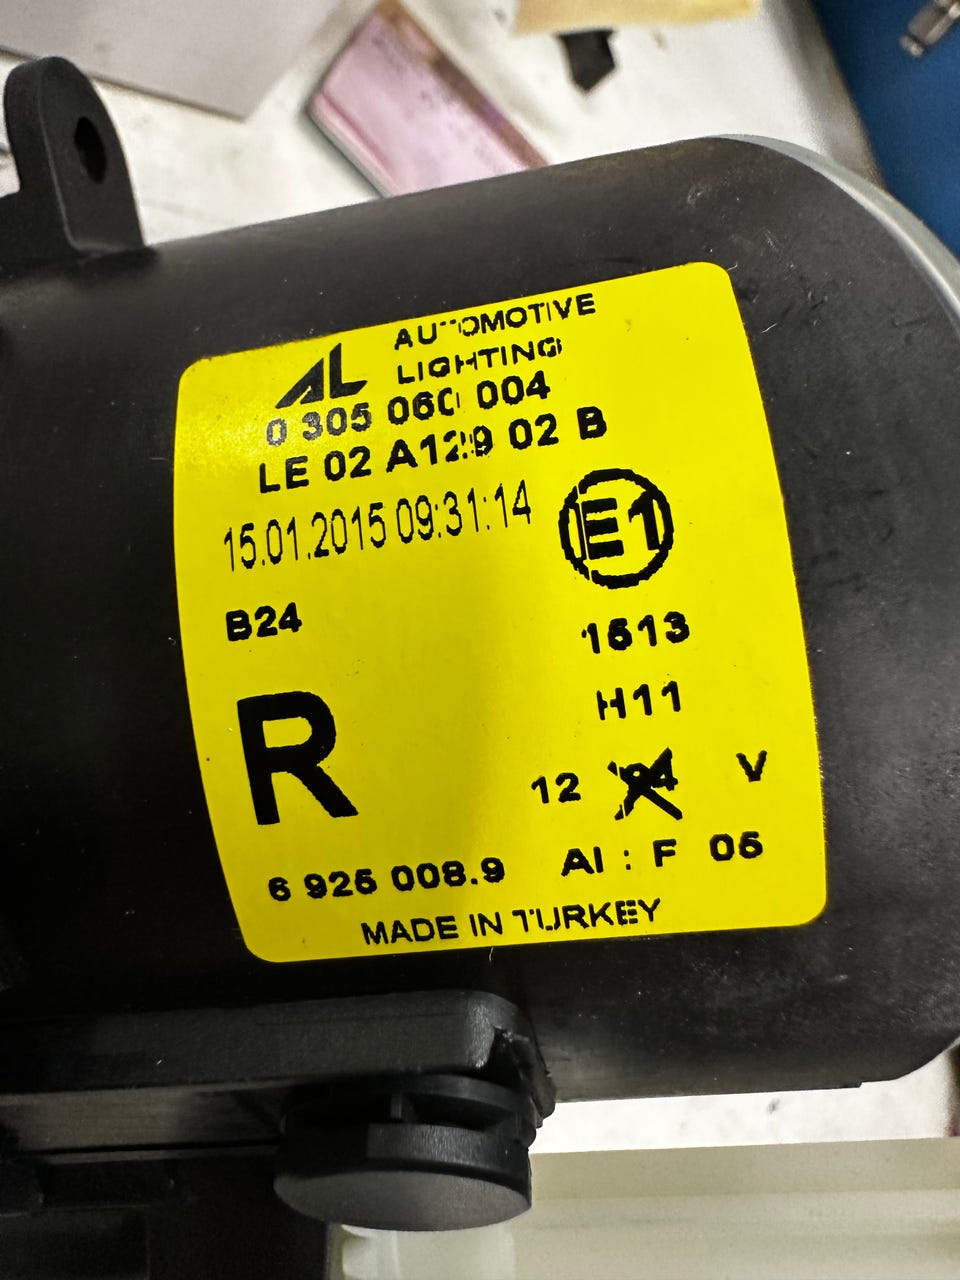 AL AUTOMOTIVE
LIGHTING
0 305 060 004
LE 02 A129 02 B
15.01.2015 09:31:14
E1
B24
1513
H11
R
12 V
6 925 008.9 AI : F 05
MADE IN TURKEY